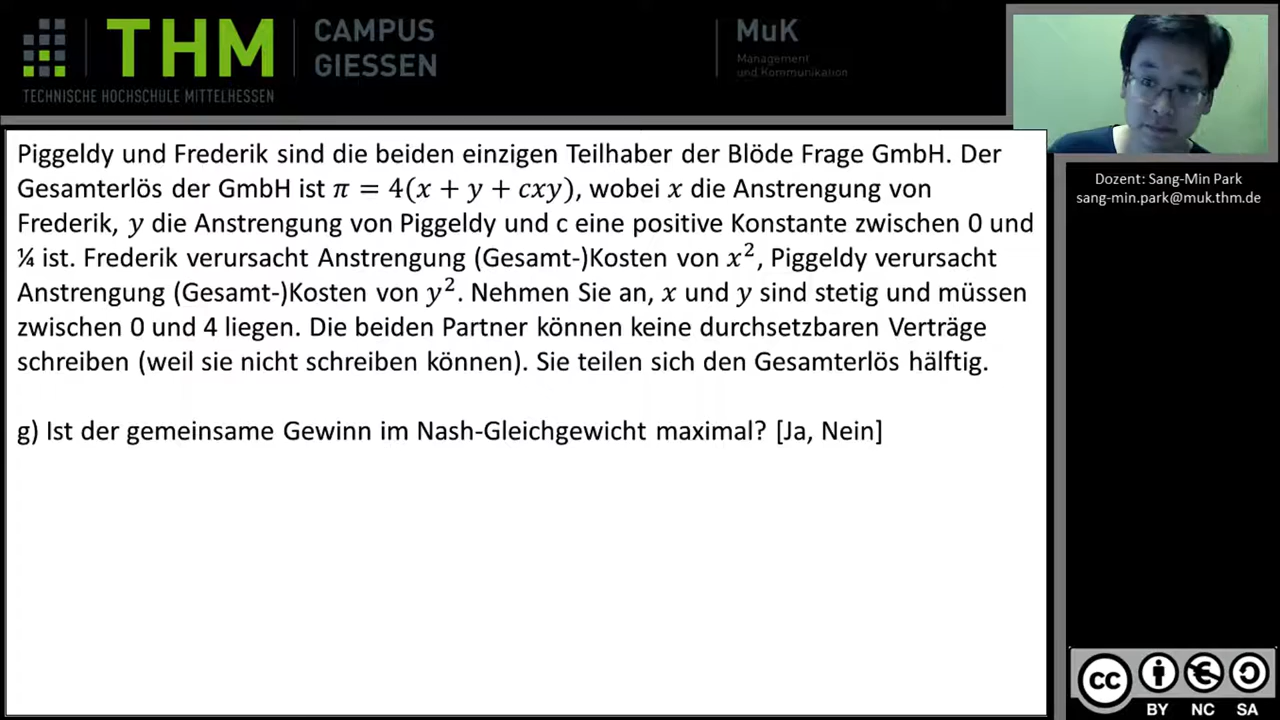 THM
TECHNISCHE HOCHSCHULE MITTELHESSEN
CAMPUS
GIESSEN
MuK
Management
und Kommunikation
Piggeldy und Frederik sind die beiden einzigen Teilhaber der Blöde Frage GmbH. Der
Gesamterlös der GmbH ist π = 4(x + y + cxy), wobei x die Anstrengung von
Frederik, y die Anstrengung von Piggeldy und c eine positive Konstante zwischen 0 und
¼ ist. Frederik verursacht Anstrengung (Gesamt-)Kosten von x², Piggeldy verursacht
Anstrengung (Gesamt-)Kosten von y². Nehmen Sie an, x und y sind stetig und müssen
zwischen 0 und 4 liegen. Die beiden Partner können keine durchsetzbaren Verträge
schreiben (weil sie nicht schreiben können). Sie teilen sich den Gesamterlös hälftig.
g) Ist der gemeinsame Gewinn im Nash-Gleichgewicht maximal? [Ja, Nein]
Dozent: Sang-Min Park
sang-min.park@muk.thm.de
cc
BY NC SA